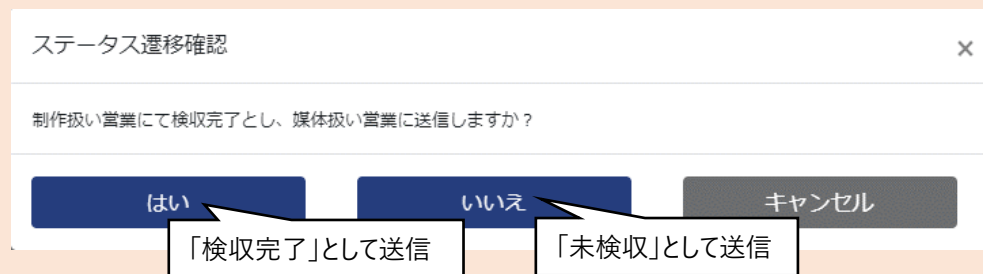 ステータス遷移確認
×
制作扱い営業にて検収完了とし、媒体扱い営業に送信しますか？
はい
いいえ
キャンセル
「検収完了」として送信
「未検収」として送信